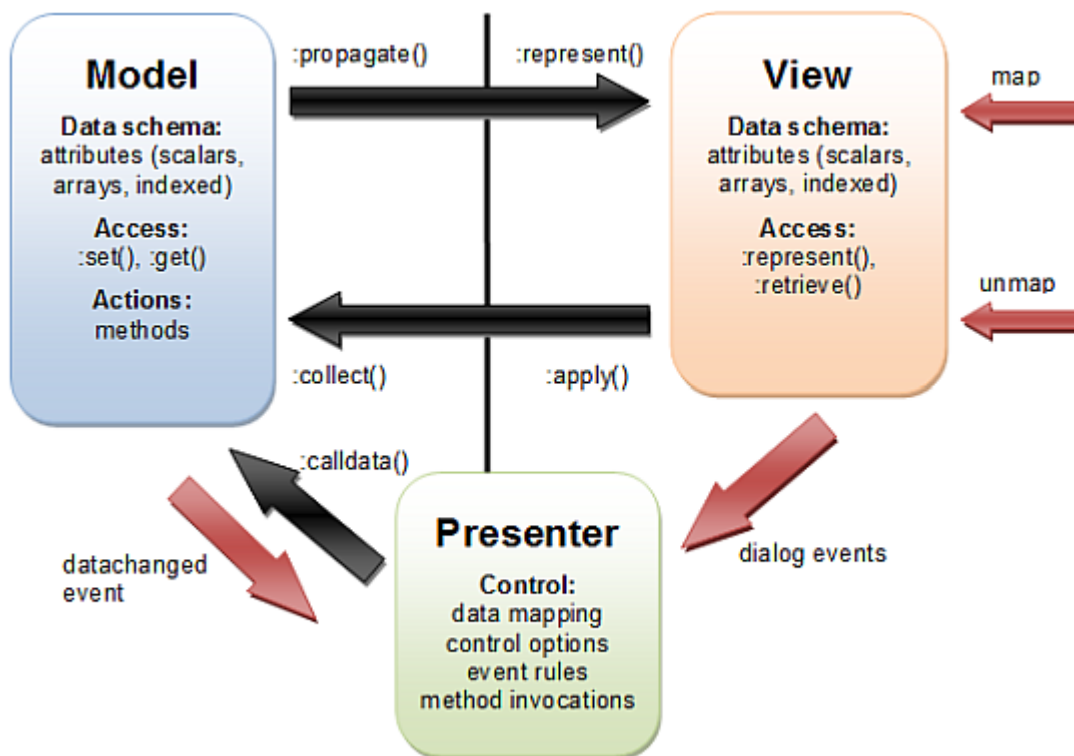 Model
Data schema:
attributes (scalars,
arrays, indexed)
Access:
:set(), :get()
Actions:
methods
:propagate()
:represent()
View
Data schema:
attributes (scalars,
arrays, indexed)
Access:
:represent(),
:retrieve()
map
unmap
:collect()
:apply()
:calldata()
datachanged
event
Presenter
Control:
data mapping
control options
event rules
method invocations
dialog events